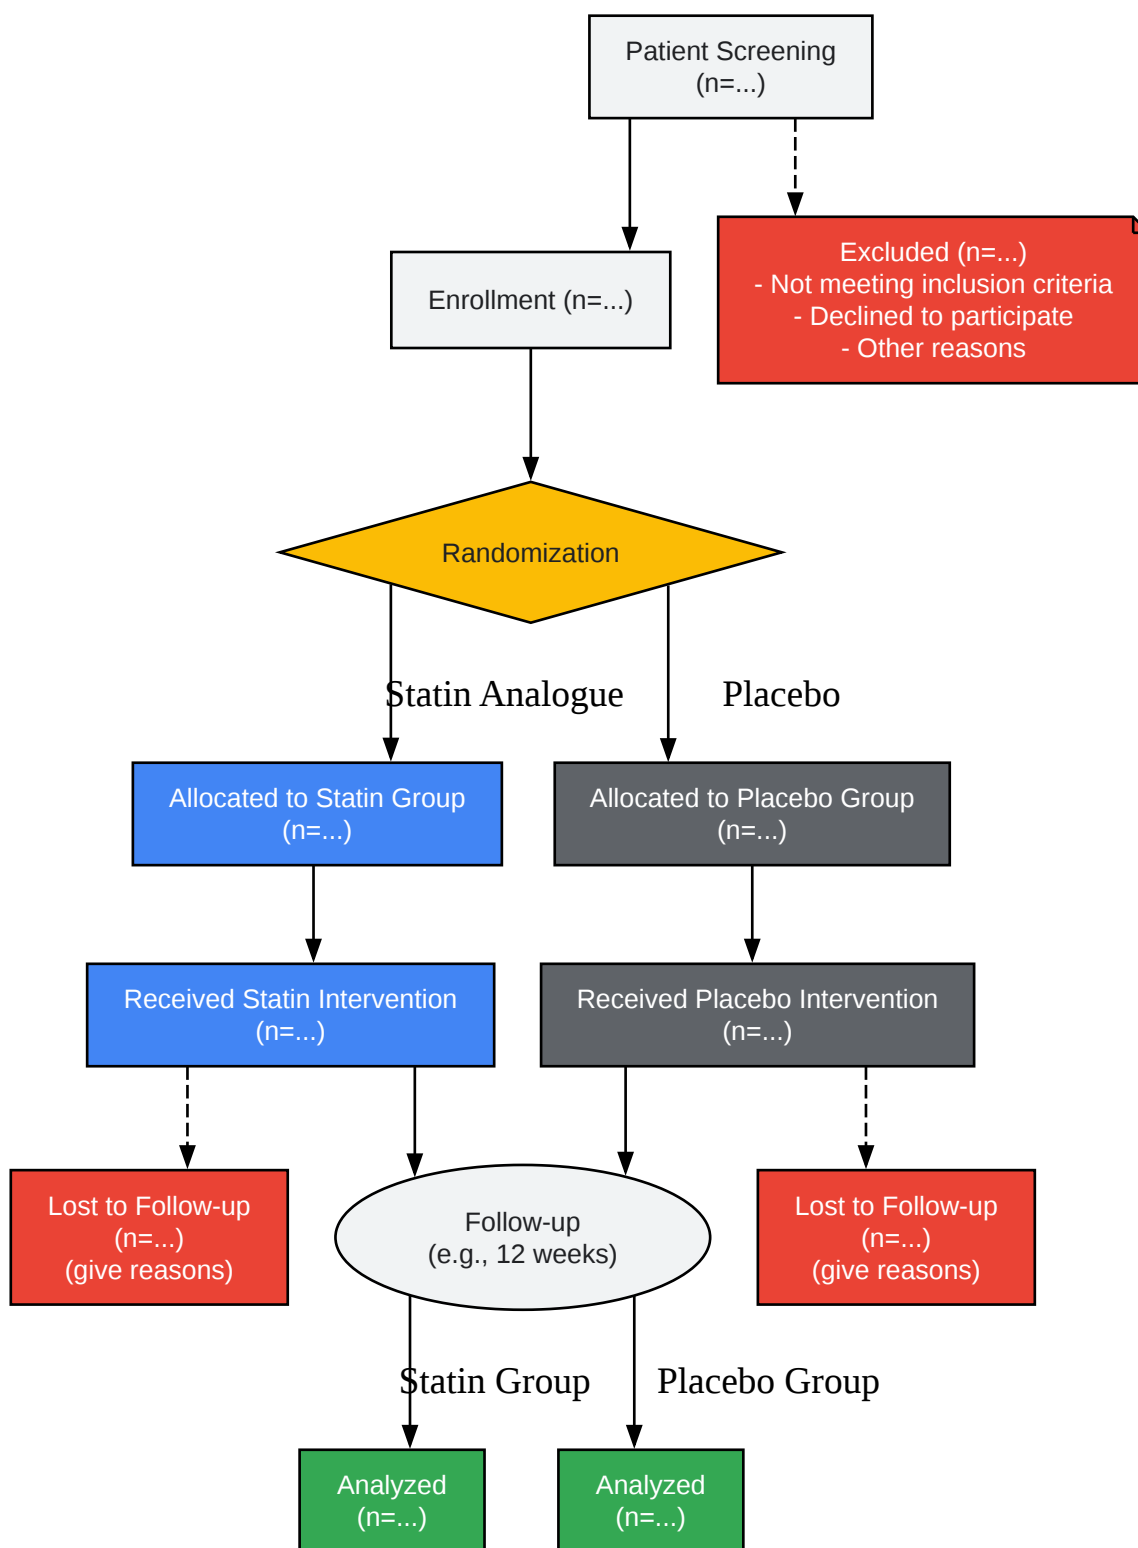 Patient Screening
(n=...)
Excluded (n=...)
- Not meeting inclusion criteria
- Declined to participate
- Other reasons
Enrollment (n=...)
Randomization
Statin Analogue
Placebo
Allocated to Statin Group
(n=...)
Allocated to Placebo Group
(n=...)
Received Statin Intervention
(n=...)
Received Placebo Intervention
(n=...)
Lost to Follow-up
(n=...)
(give reasons)
Follow-up
(e.g., 12 weeks)
Lost to Follow-up
(n=...)
(give reasons)
Statin Group
Placebo Group
Analyzed
(n=...)
Analyzed
(n=...)